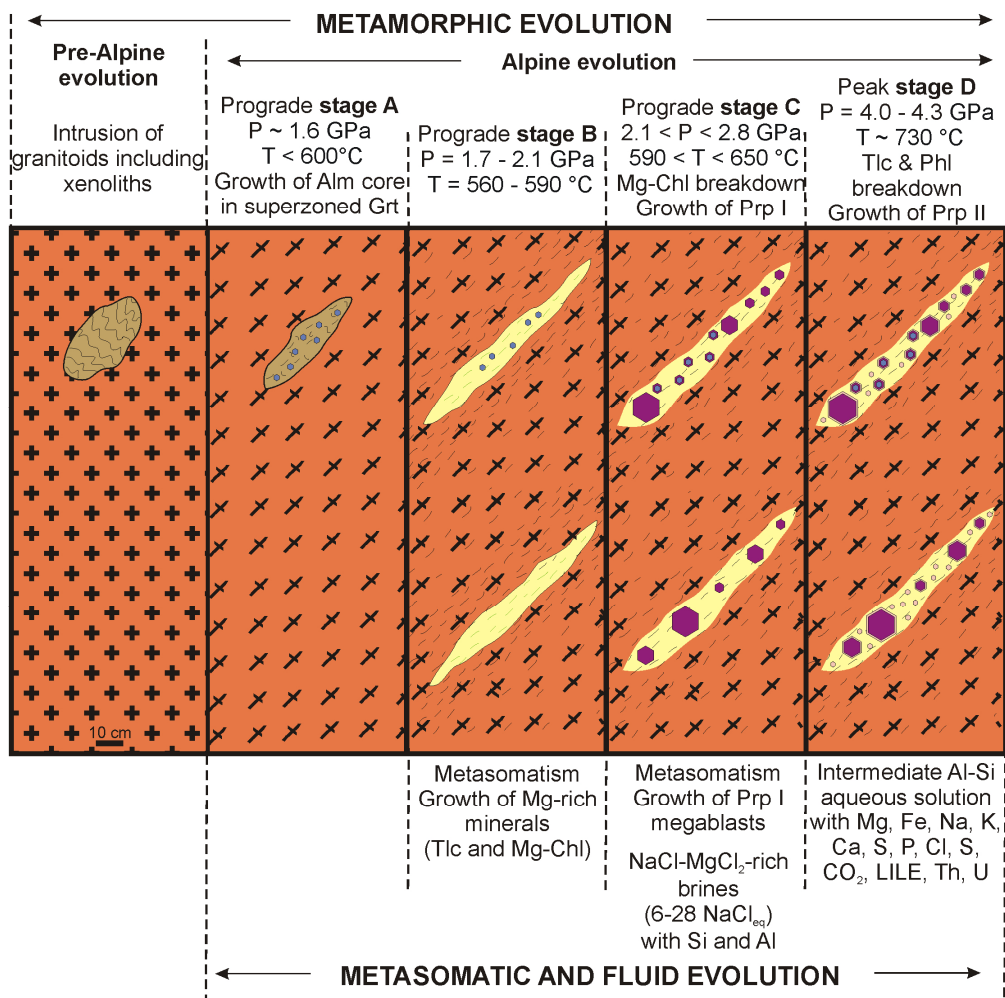 METAMORPHIC EVOLUTION
Pre-Alpine
evolution
Intrusion of
granitoids including
xenoliths
Alpine evolution
Prograde stage A
P ~ 1.6 GPa
T < 600°C
Growth of Alm core
in superzoned Grt
Prograde stage B
P = 1.7 - 2.1 GPa
T = 560 - 590 °C
Prograde stage C
2.1 < P < 2.8 GPa
590 < T < 650 °C
Mg-Chl breakdown
Growth of Prp I
Peak stage D
P = 4.0 - 4.3 GPa
T ~ 730 °C
Tlc & Phl
breakdown
Growth of Prp II
10 cm
Metasomatism
Growth of Mg-rich
minerals
(Tlc and Mg-Chl)
Metasomatism
Growth of Prp I
megablasts
NaCl-MgCl₂-rich
brines
(6-28 NaClₑq)
with Si and Al
Intermediate Al-Si
aqueous solution
with Mg, Fe, Na, K,
Ca, S, P, Cl, S,
CO₂, LILE, Th, U
METASOMATIC AND FLUID EVOLUTION